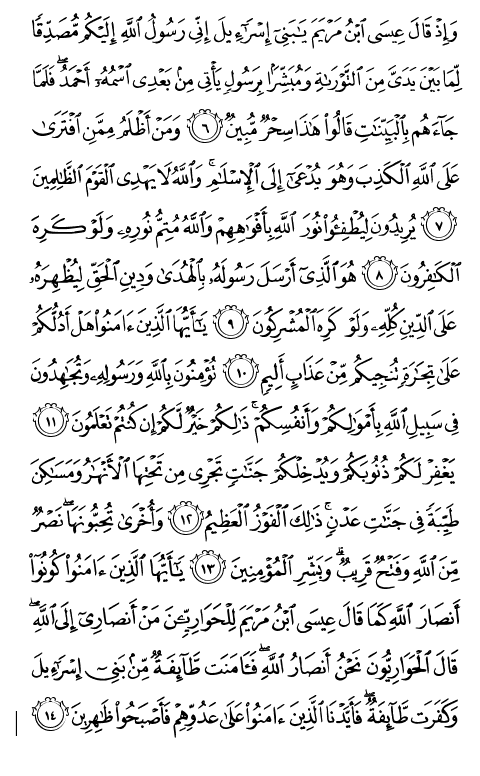 وَإِذْ قَالَ عِيسَى ٱبْنُ مَرْيَمَ يَٰبَنِىٓ إِسْرَٰٓءِيلَ إِنِّى رَسُولُ ٱللَّهِ إِلَيْكُم مُّصَدِّقًا
لِّمَا بَيْنَ يَدَىَّ مِنَ ٱلتَّوْرَىٰةِ وَمُبَشِّرًۢا بِرَسُولٍ يَأْتِى مِنۢ بَعْدِى ٱسْمُهُۥٓ أَحْمَدُ ۖ فَلَمَّا
جَآءَهُم بِٱلْبَيِّنَٰتِ قَالُوا۟ هَٰذَا سِحْرٌ مُّبِينٌ ٦ وَمَنْ أَظْلَمُ مِمَّنِ ٱفْتَرَىٰ
عَلَى ٱللَّهِ ٱلْكَذِبَ وَهُوَ يُدْعَىٰٓ إِلَى ٱلْإِسْلَٰمِ ۚ وَٱللَّهُ لَا يَهْدِى ٱلْقَوْمَ ٱلظَّٰلِمِينَ
٧ يُرِيدُونَ لِيُطْفِـُٔوا۟ نُورَ ٱللَّهِ بِأَفْوَٰهِهِمْ وَٱللَّهُ مُتِمُّ نُورِهِۦ وَلَوْ كَرِهَ
ٱلْكَٰفِرُونَ ٨ هُوَ ٱلَّذِىٓ أَرْسَلَ رَسُولَهُۥ بِٱلْهُدَىٰ وَدِينِ ٱلْحَقِّ لِيُظْهِرَهُۥ
عَلَى ٱلدِّينِ كُلِّهِۦ وَلَوْ كَرِهَ ٱلْمُشْرِكُونَ ٩ يَٰٓأَيُّهَا ٱلَّذِينَ ءَامَنُوا۟ هَلْ أَدُلُّكُمْ
عَلَىٰ تِجَٰرَةٍ تُنجِيكُم مِّنْ عَذَابٍ أَلِيمٍ ١٠ تُؤْمِنُونَ بِٱللَّهِ وَرَسُولِهِۦ وَتُجَٰهِدُونَ
فِى سَبِيلِ ٱللَّهِ بِأَمْوَٰلِكُمْ وَأَنفُسِكُمْ ۚ ذَٰلِكُمْ خَيْرٌ لَّكُمْ إِن كُنتُمْ تَعْلَمُونَ ١١
يَغْفِرْ لَكُمْ ذُنُوبَكُمْ وَيُدْخِلْكُمْ جَنَّٰتٍ تَجْرِى مِن تَحْتِهَا ٱلْأَنْهَٰرُ وَمَسَٰكِنَ
طَيِّبَةً فِى جَنَّٰتِ عَدْنٍ ۚ ذَٰلِكَ ٱلْفَوْزُ ٱلْعَظِيمُ ١٢ وَأُخْرَىٰ تُحِبُّونَهَا ۖ نَصْرٌ
مِّنَ ٱللَّهِ وَفَتْحٌ قَرِيبٌ ۗ وَبَشِّرِ ٱلْمُؤْمِنِينَ ١٣ يَٰٓأَيُّهَا ٱلَّذِينَ ءَامَنُوا۟ كُونُوٓا۟
أَنصَارَ ٱللَّهِ كَمَا قَالَ عِيسَى ٱبْنُ مَرْيَمَ لِلْحَوَارِيِّـۧنَ مَنْ أَنصَارِىٓ إِلَى ٱللَّهِ ۖ
قَالَ ٱلْحَوَارِيُّونَ نَحْنُ أَنصَارُ ٱللَّهِ ۖ فَـَٔامَنَت طَّآئِفَةٌ مِّنۢ بَنِىٓ إِسْرَٰٓءِيلَ
وَكَفَرَت طَّآئِفَةٌ ۖ فَأَيَّدْنَا ٱلَّذِينَ ءَامَنُوا۟ عَلَىٰ عَدُوِّهِمْ فَأَصْبَحُوا۟ ظَٰهِرِينَ ١٤